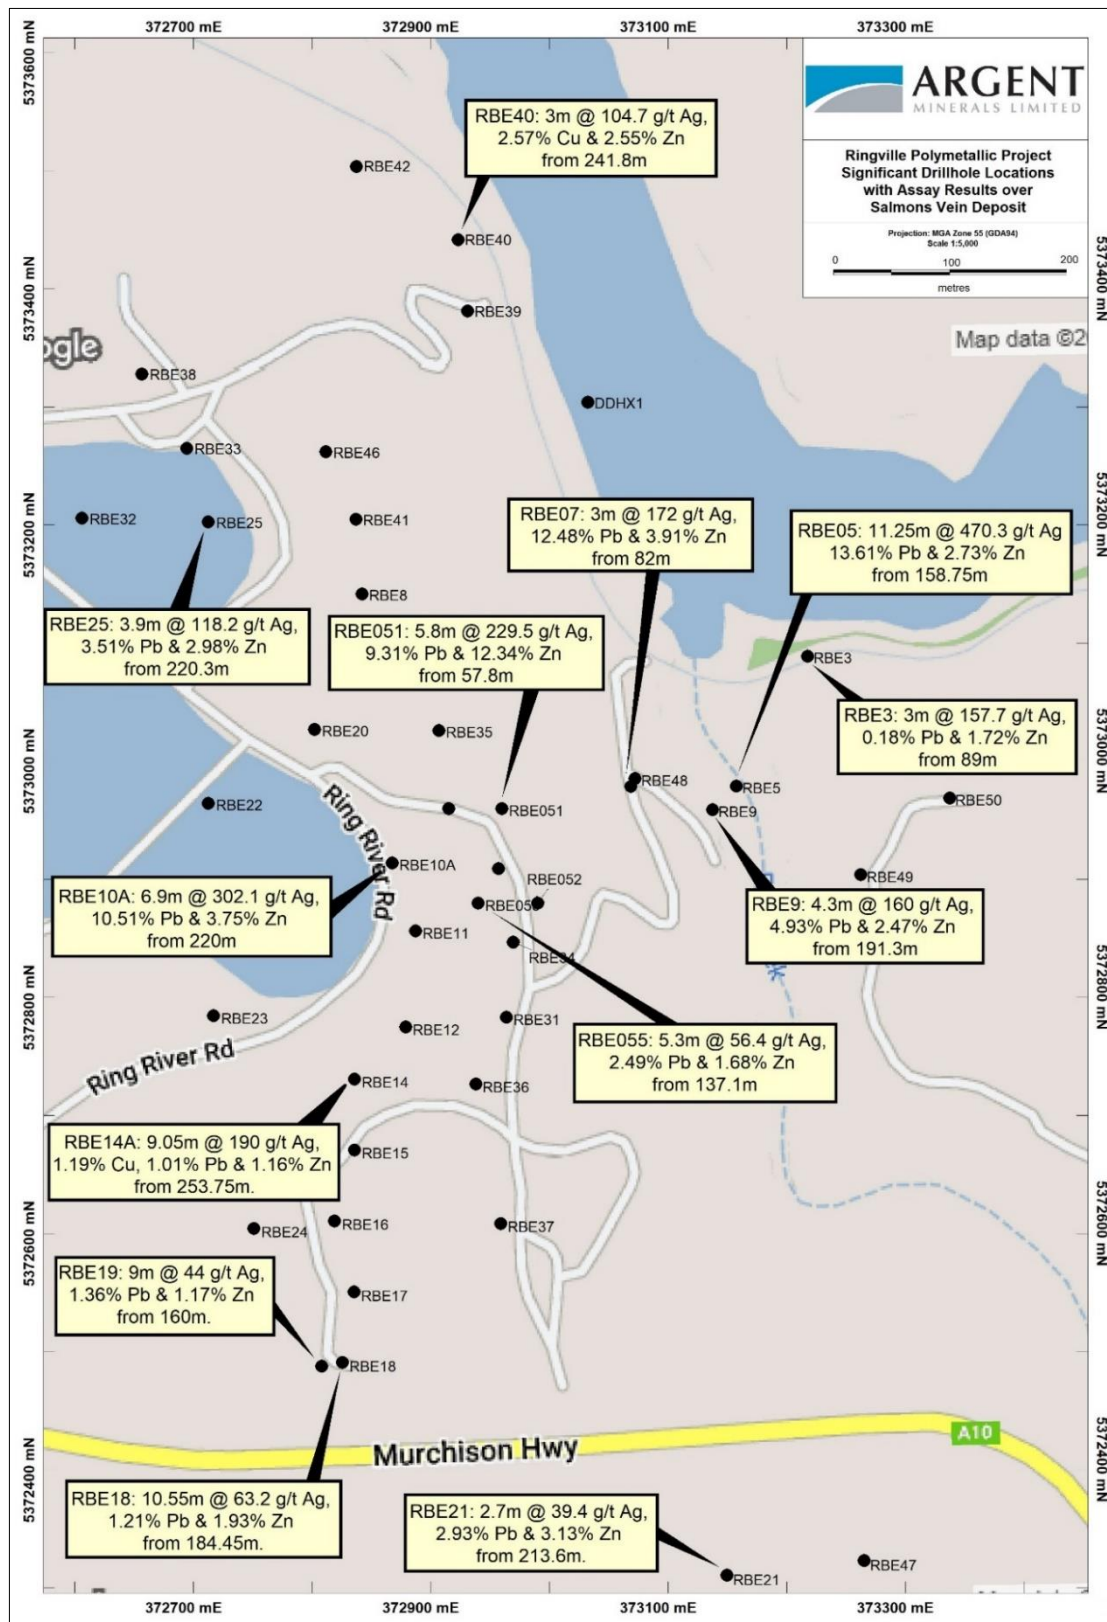 372700 mE
372900 mE
373100 mE
373300 mE
5373600 mN
ARGENT
MINERALS LIMITED
Ringville Polymetallic Project
Significant Drillhole Locations
with Assay Results over
Salmons Vein Deposit
Projection: MGA Zone 55 (GDA94)
Scale 1:5,000
0
100
200
metres
RBE40: 3m @ 104.7 g/t Ag,
2.57% Cu & 2.55% Zn
from 241.8m
RBE42
RBE40
5373400 mN
5373400 mN
RBE39
ogle
Map data ©2
RBE38
DDHX1
RBE33
RBE46
RBE32
RBE25
RBE41
5373200 mN
5373200 mN
RBE07: 3m @ 172 g/t Ag,
12.48% Pb & 3.91% Zn
from 82m
RBE05: 11.25m @ 470.3 g/t Ag
13.61% Pb & 2.73% Zn
from 158.75m
RBE8
RBE25: 3.9m @ 118.2 g/t Ag,
3.51% Pb & 2.98% Zn
from 220.3m
RBE051: 5.8m @ 229.5 g/t Ag,
9.31% Pb & 12.34% Zn
from 57.8m
RBE3
RBE3: 3m @ 157.7 g/t Ag,
0.18% Pb & 1.72% Zn
from 89m
RBE20
RBE35
5373000 mN
5373000 mN
RBE48
RBE5
RBE50
RBE22
Ring River Rd
RBE051
RBE9
RBE10A
RBE052
RBE49
RBE10A: 6.9m @ 302.1 g/t Ag,
10.51% Pb & 3.75% Zn
from 220m
RBE05
RBE9: 4.3m @ 160 g/t Ag,
4.93% Pb & 2.47% Zn
from 191.3m
RBE11
RBE34
5372800 mN
5372800 mN
RBE23
RBE12
RBE31
Ring River Rd
RBE055: 5.3m @ 56.4 g/t Ag,
2.49% Pb & 1.68% Zn
from 137.1m
RBE14
RBE36
RBE14A: 9.05m @ 190 g/t Ag,
1.19% Cu, 1.01% Pb & 1.16% Zn
from 253.75m.
RBE15
RBE24
RBE16
RBE37
5372600 mN
5372600 mN
RBE19: 9m @ 44 g/t Ag,
1.36% Pb & 1.17% Zn
from 160m.
RBE17
RBE18
Murchison Hwy
A10
5372400 mN
5372400 mN
RBE18: 10.55m @ 63.2 g/t Ag,
1.21% Pb & 1.93% Zn
from 184.45m.
RBE21: 2.7m @ 39.4 g/t Ag,
2.93% Pb & 3.13% Zn
from 213.6m.
RBE47
RBE21
372700 mE
372900 mE
373100 mE
373300 mE